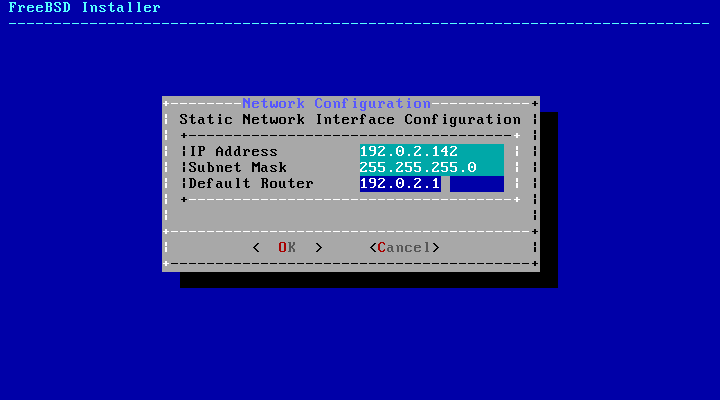 FreeBSD Installer
Network Configuration
Static Network Interface Configuration
IP Address 192.0.2.142
Subnet Mask 255.255.255.0
Default Router 192.0.2.1
< OK > <Cancel>